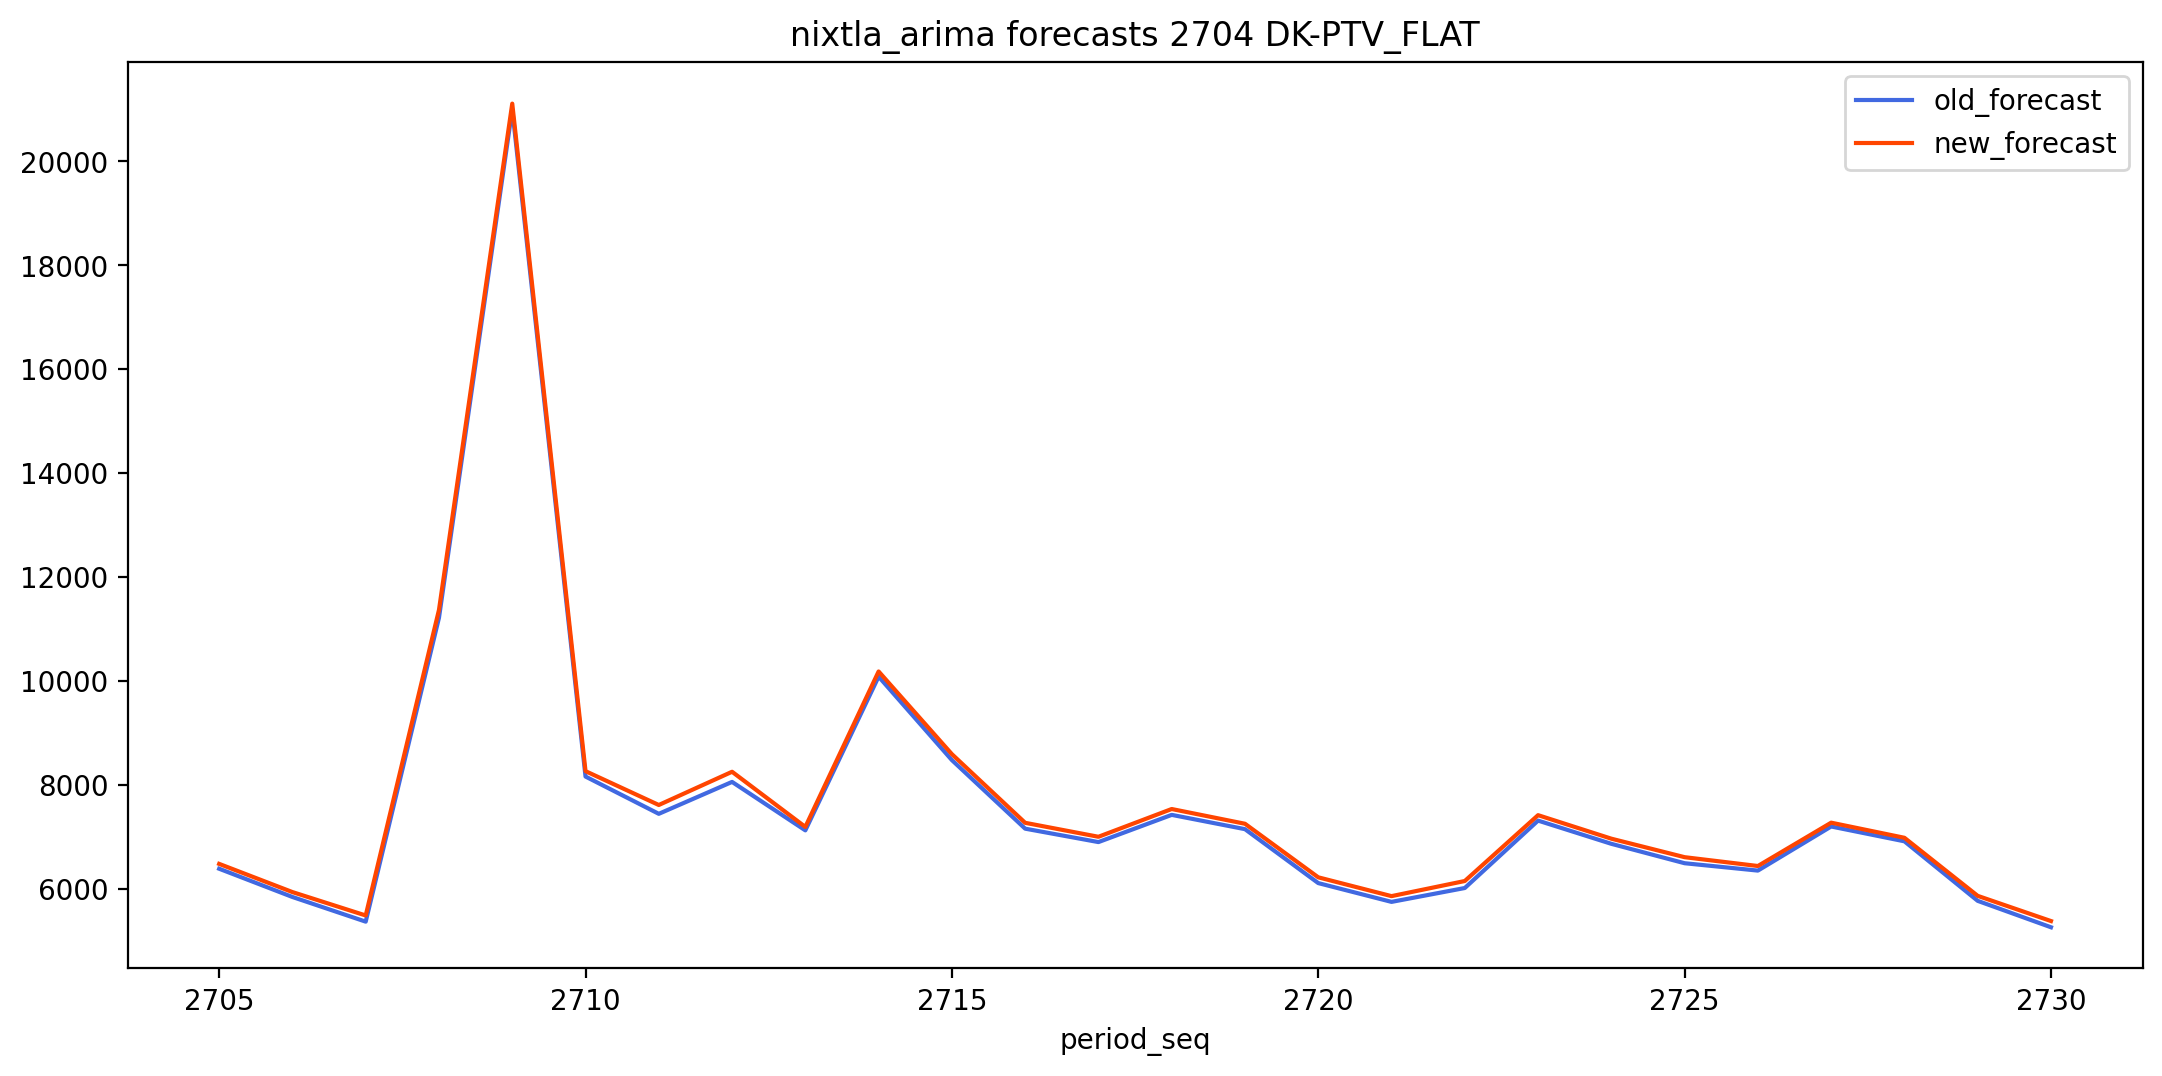 nixtla_arima forecasts 2704 DK-PTV_FLAT
old_forecast
new_forecast
20000
18000
16000
14000
12000
10000
8000
6000
2705 2710 2715 2720 2725 2730
period_seq